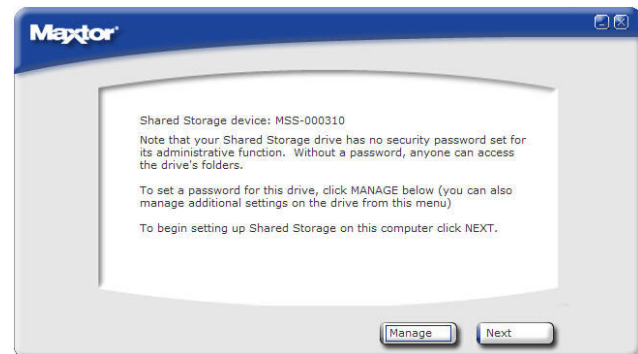 Maxtor
Shared Storage device: MSS-000310
Note that your Shared Storage drive has no security password set for
its administrative function.  Without a password, anyone can access
the drive's folders.
To set a password for this drive, click MANAGE below (you can also
manage additional settings on the drive from this menu)
To begin setting up Shared Storage on this computer click NEXT.
Manage
Next